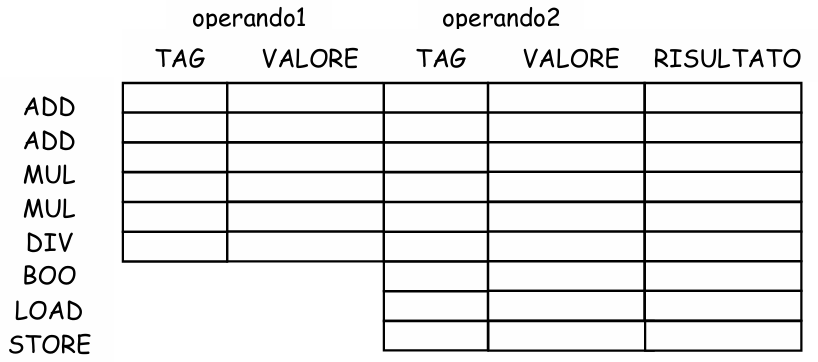 operando1 operando2
TAG VALORE TAG VALORE RISULTATO
ADD
ADD
MUL
MUL
DIV
BOO
LOAD
STORE